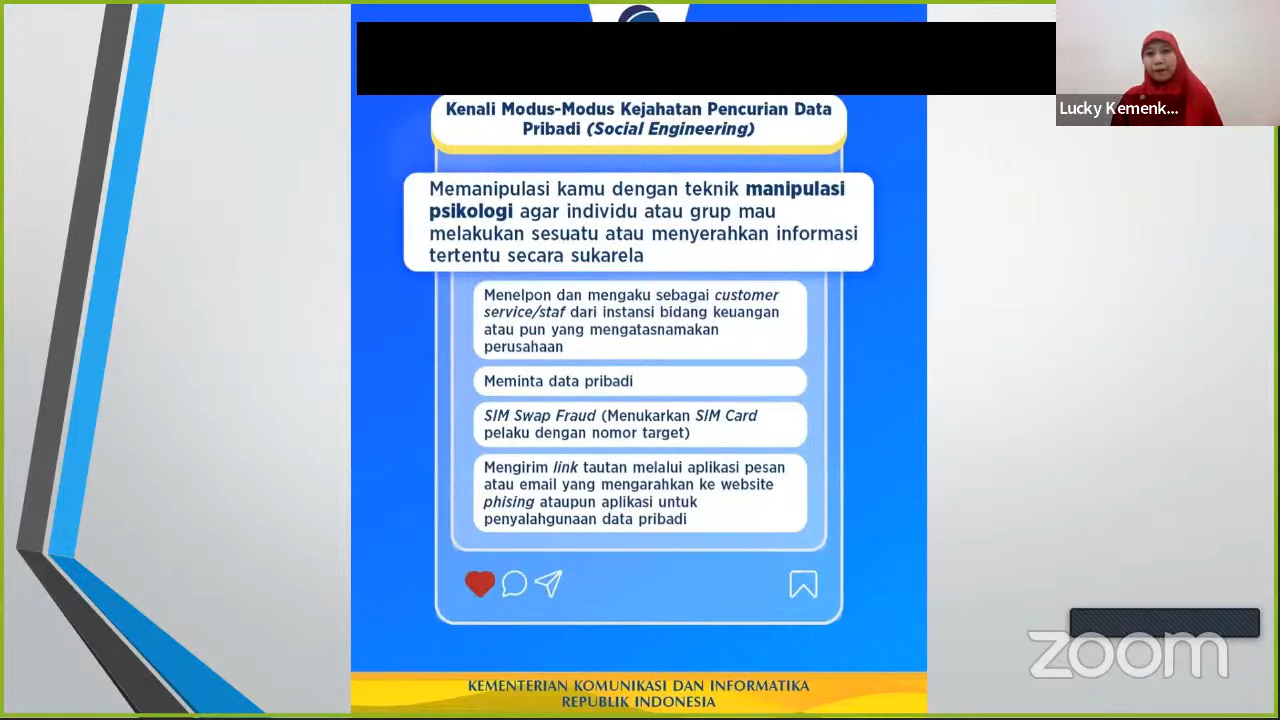 Lucky Kemenk...
Kenali Modus-Modus Kejahatan Pencurian Data
Pribadi (Social Engineering)
Memanipulasi kamu dengan teknik manipulasi
psikologi agar individu atau grup mau
melakukan sesuatu atau menyerahkan informasi
tertentu secara sukarela
Menelpon dan mengaku sebagai customer
service/staf dari instansi bidang keuangan
atau pun yang mengatasnamakan
perusahaan
Meminta data pribadi
SIM Swap Fraud (Menukarkan SIM Card
pelaku dengan nomor target)
Mengirim link tautan melalui aplikasi pesan
atau email yang mengarahkan ke website
phising ataupun aplikasi untuk
penyalahgunaan data pribadi
zoom
KEMENTERIAN KOMUNIKASI DAN INFORMATIKA
REPUBLIK INDONESIA